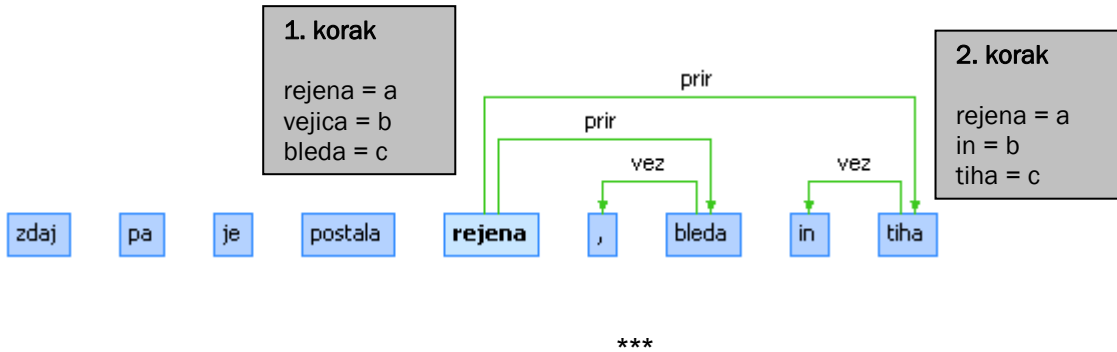 1. korak
rejena = a
vejica = b
bleda = c
2. korak
rejena = a
in = b
tiha = c
prir
prir
vez
vez
zdaj pa je postala rejena , bleda in tiha
***